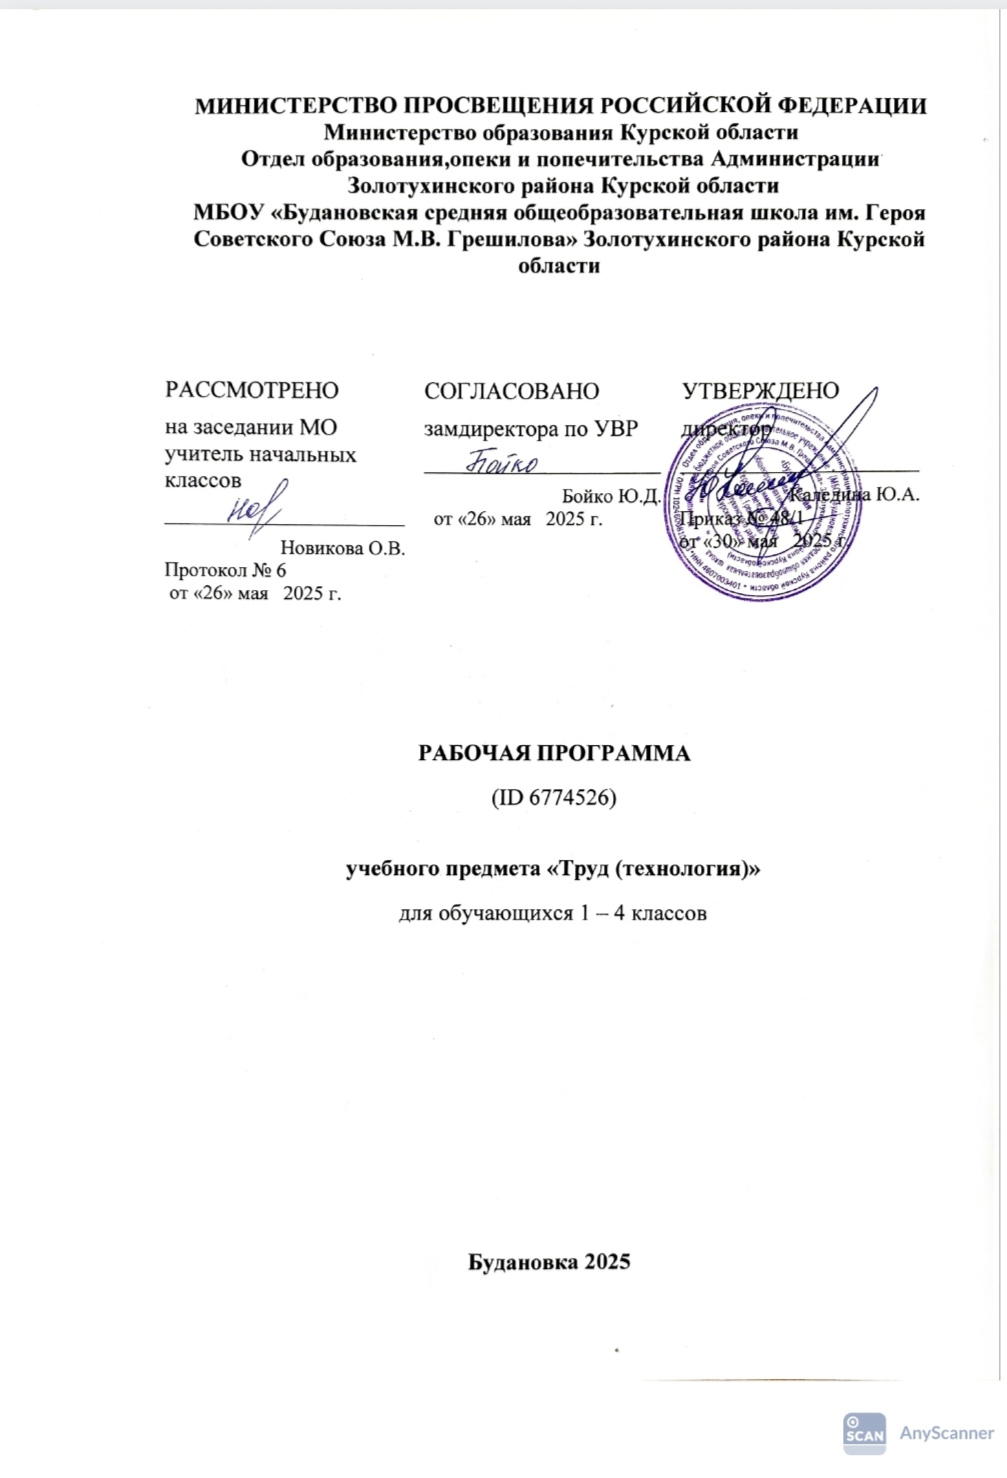 МИНИСТЕРСТВО ПРОСВЕЩЕНИЯ РОССИЙСКОЙ ФЕДЕРАЦИИ
Министерство образования Курской области
Отдел образования,опеки и попечительства Администрации
Золотухинского района Курской области
МБОУ «Будановская средняя общеобразовательная школа им. Героя
Советского Союза М.В. Грешилова» Золотухинского района Курской
области
РАССМОТРЕНО
на заседании МО
учитель начальных
классов
Нов
Новикова О.В.
Протокол № 6
от «26» мая 2025 г.
СОГЛАСОВАНО
замдиректора по УВР
Бойко
Бойко Ю.Д.
от «26» мая 2025 г.
УТВЕРЖДЕНО
директор
Каледина Ю.А.
Приказ № 48/1
от «30» мая 2025 г.
РАБОЧАЯ ПРОГРАММА
(ID 6774526)
учебного предмета «Труд (технология)»
для обучающихся 1 – 4 классов
Будановка 2025
SCAN
AnyScanner